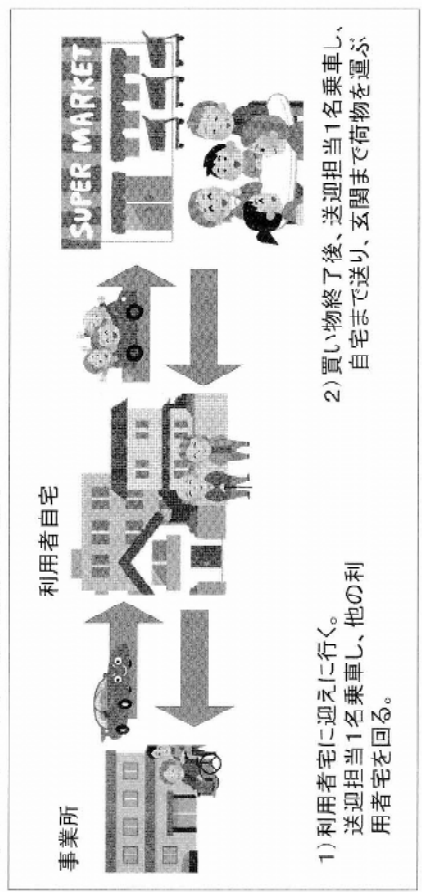 事業所
利用者自宅
SUPER MARKET
1)利用者宅に迎えに行く。
送迎担当1名乗車し、他の利
用者宅を回る。
2)買い物終了後、送迎担当1名乗車し、
自宅まで送り、玄関まで荷物を運ぶ